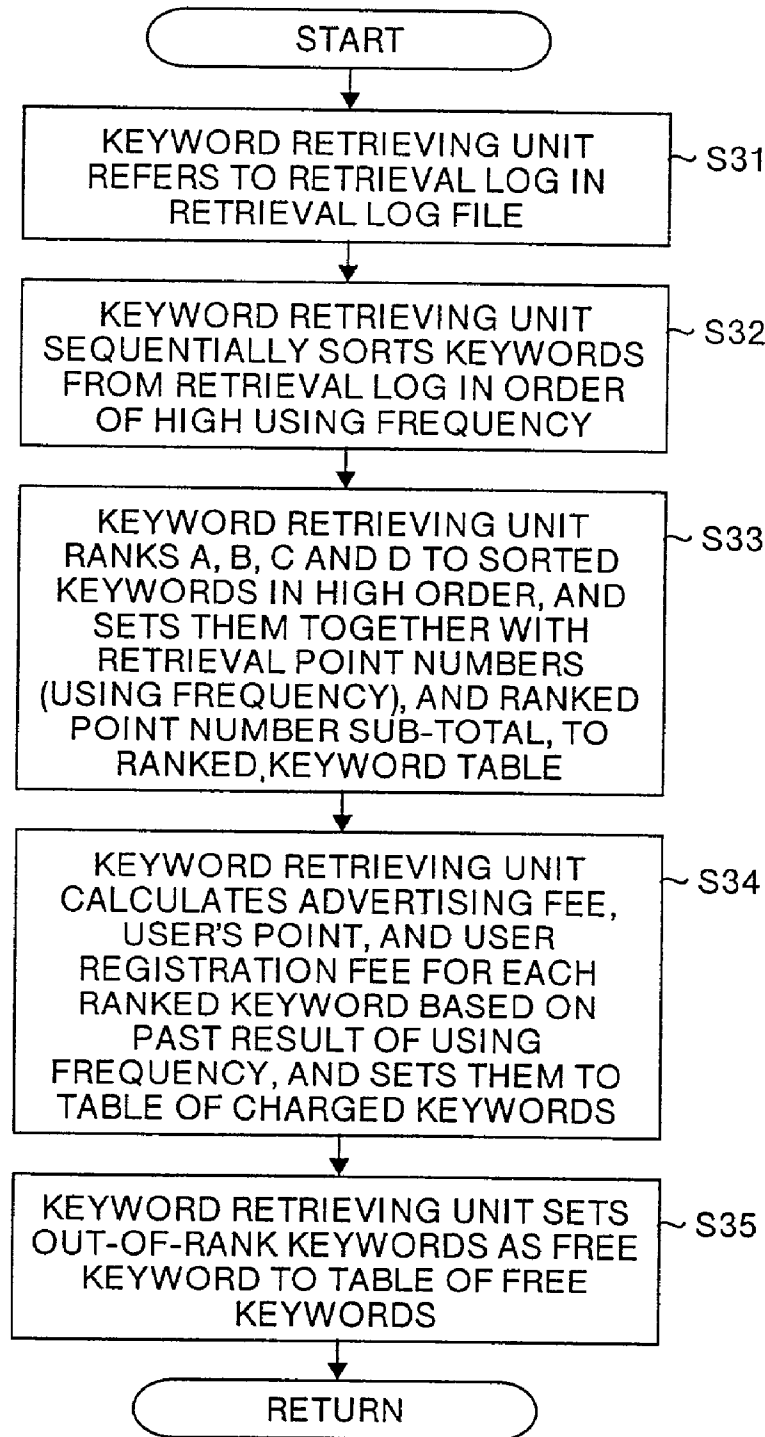 START
KEYWORD RETRIEVING UNIT
REFERS TO RETRIEVAL LOG IN
RETRIEVAL LOG FILE
~ S31
KEYWORD RETRIEVING UNIT
SEQUENTIALLY SORTS KEYWORDS
FROM RETRIEVAL LOG IN ORDER
OF HIGH USING FREQUENCY
~ S32
KEYWORD RETRIEVING UNIT
RANKS A, B, C AND D TO SORTED
KEYWORDS IN HIGH ORDER, AND
SETS THEM TOGETHER WITH
RETRIEVAL POINT NUMBERS
(USING FREQUENCY), AND RANKED
POINT NUMBER SUB-TOTAL, TO
RANKED,KEYWORD TABLE
~ S33
KEYWORD RETRIEVING UNIT
CALCULATES ADVERTISING FEE,
USER'S POINT, AND USER
REGISTRATION FEE FOR EACH
RANKED KEYWORD BASED ON
PAST RESULT OF USING
FREQUENCY, AND SETS THEM TO
TABLE OF CHARGED KEYWORDS
~ S34
KEYWORD RETRIEVING UNIT SETS
OUT-OF-RANK KEYWORDS AS FREE
KEYWORD TO TABLE OF FREE
KEYWORDS
~ S35
RETURN